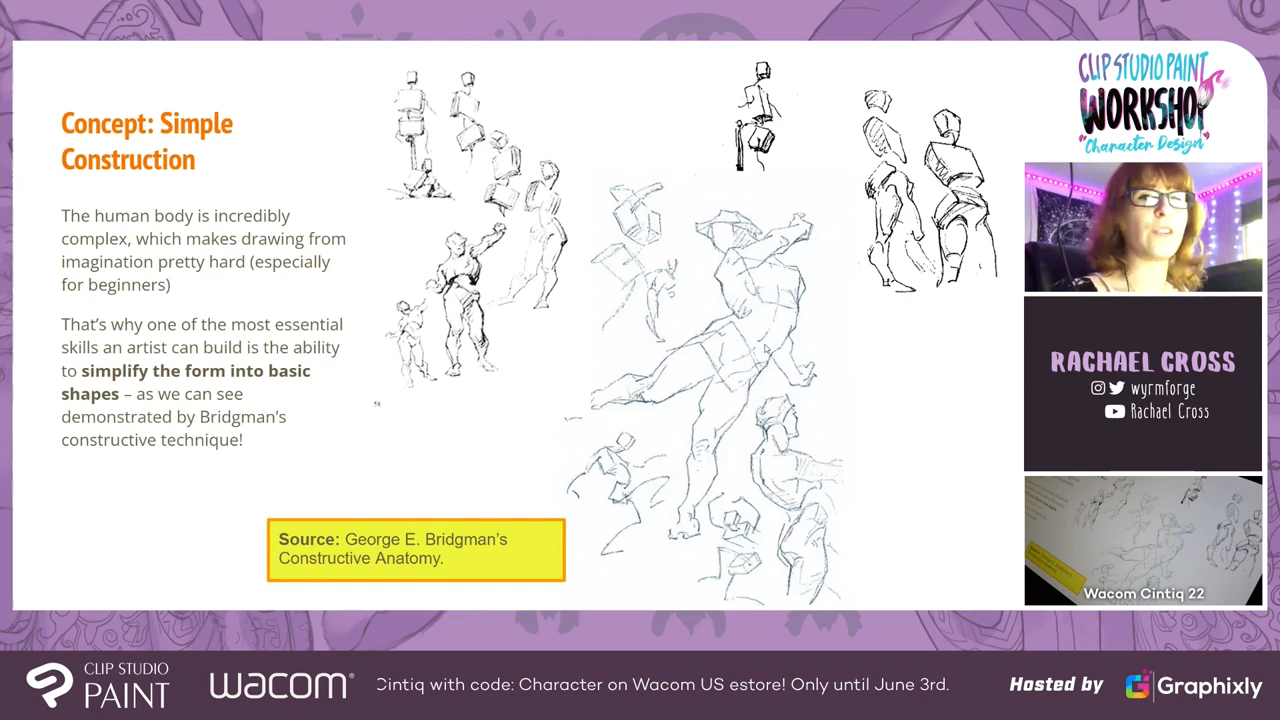 Concept: Simple
Construction
The human body is incredibly
complex, which makes drawing from
imagination pretty hard (especially
for beginners)
That's why one of the most essential
skills an artist can build is the ability
to simplify the form into basic
shapes – as we can see
demonstrated by Bridgman's
constructive technique!
Source: George E. Bridgman's
Constructive Anatomy.
CLIP STUDIO PAINT
WORKSHOP
"Character Design"
RACHAEL CROSS
wyrmforge
Rachael Cross
Wacom Cintiq 22
CLIP STUDIO
PAINT
wacom®
Cintiq with code: Character on Wacom US estore! Only until June 3rd.
Hosted by
Graphixly